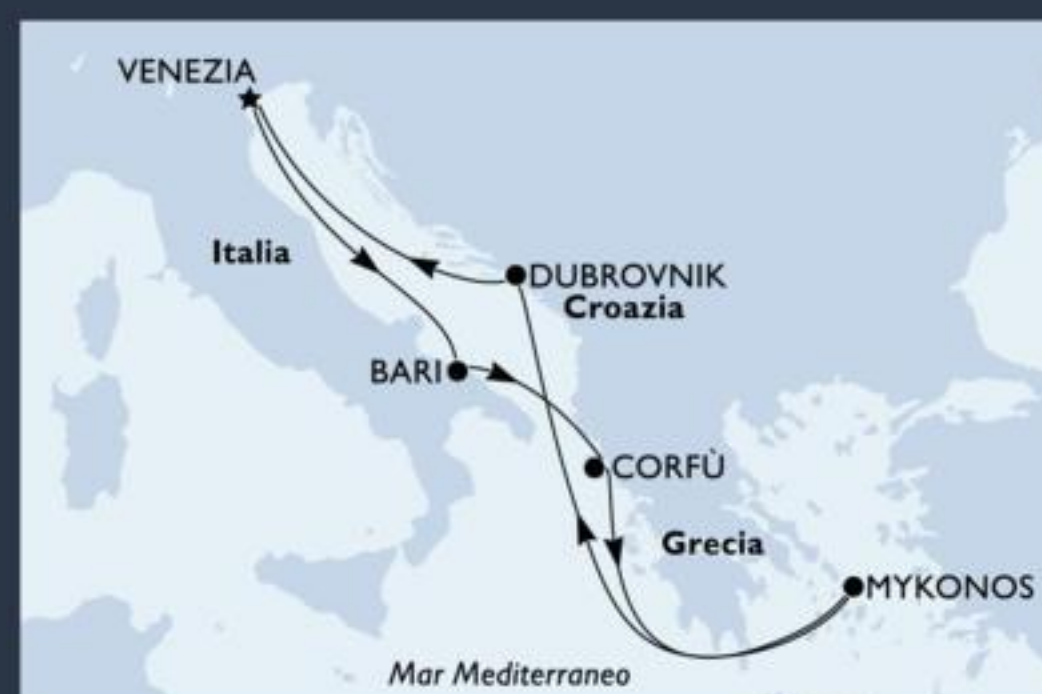 VENEZIA
Italia
DUBROVNIK
Croazia
BARI
CORFÙ
Grecia
MYKONOS
Mar Mediterraneo